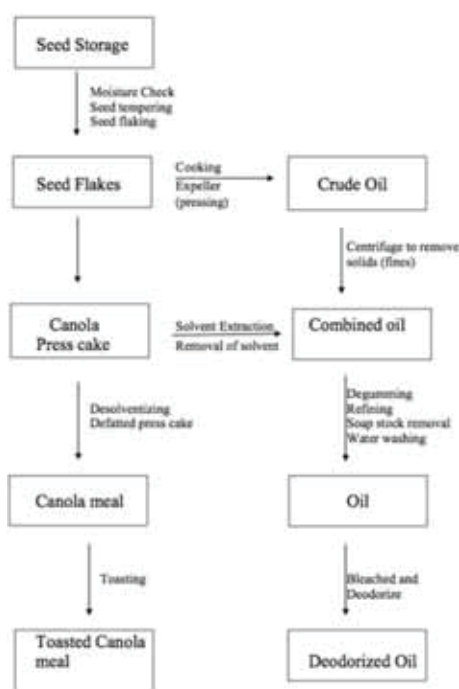 Seed Storage
Moisture Check
Seed tempering
Seed flaking
Seed Flakes
Cooking
Expeller
(pressing)
Crude Oil
Centrifuge to remove
solids (fines)
Canola
Press cake
Solvent Extraction
Removal of solvent
Combined oil
Desolventizing
Defatted press cake
Degumming
Refining
Soap stock removal
Water washing
Canola meal
Oil
Toasting
Bleached and
Deodorize
Toasted Canola
meal
Deodorized Oil